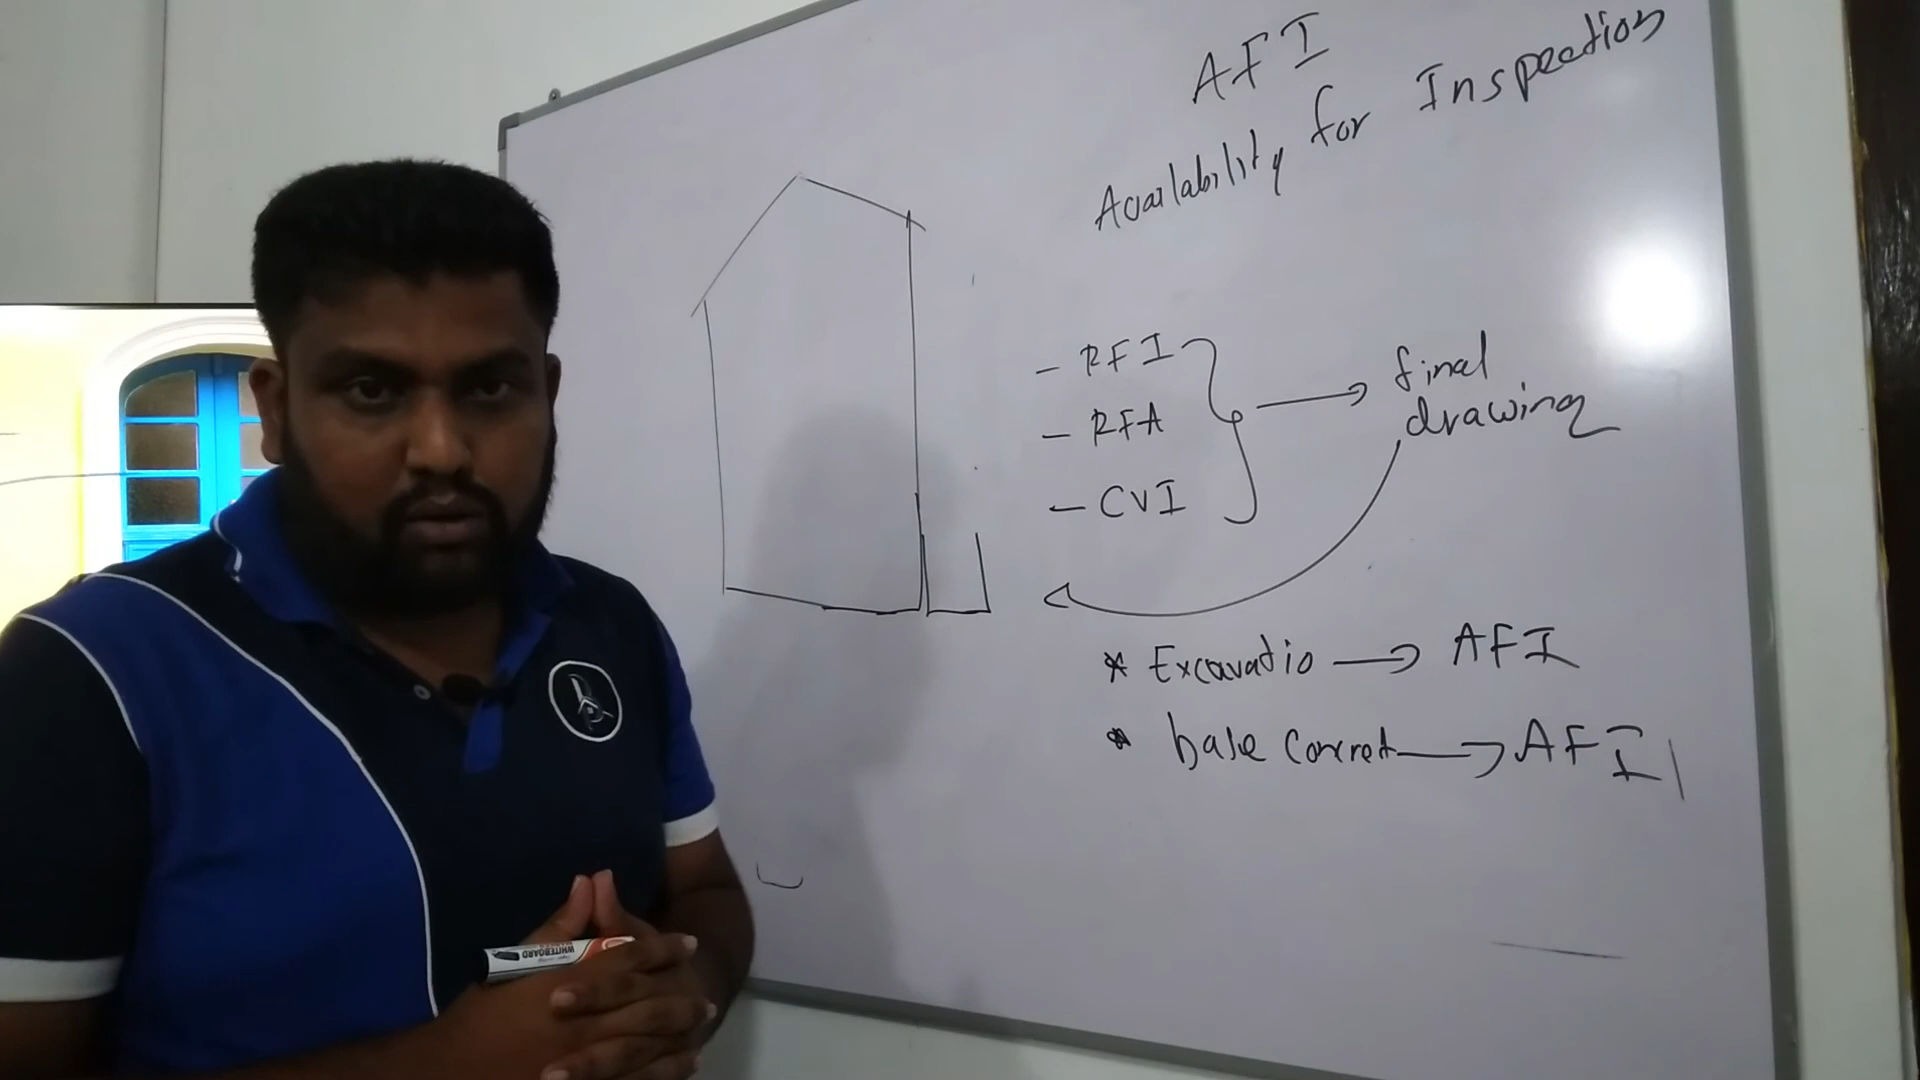 AFI
Availability for Inspection
- RFI
- RFA
- CVI
final
drawing
* Excavatio → AFI
* base Concret → AFI
WHITEBOARD